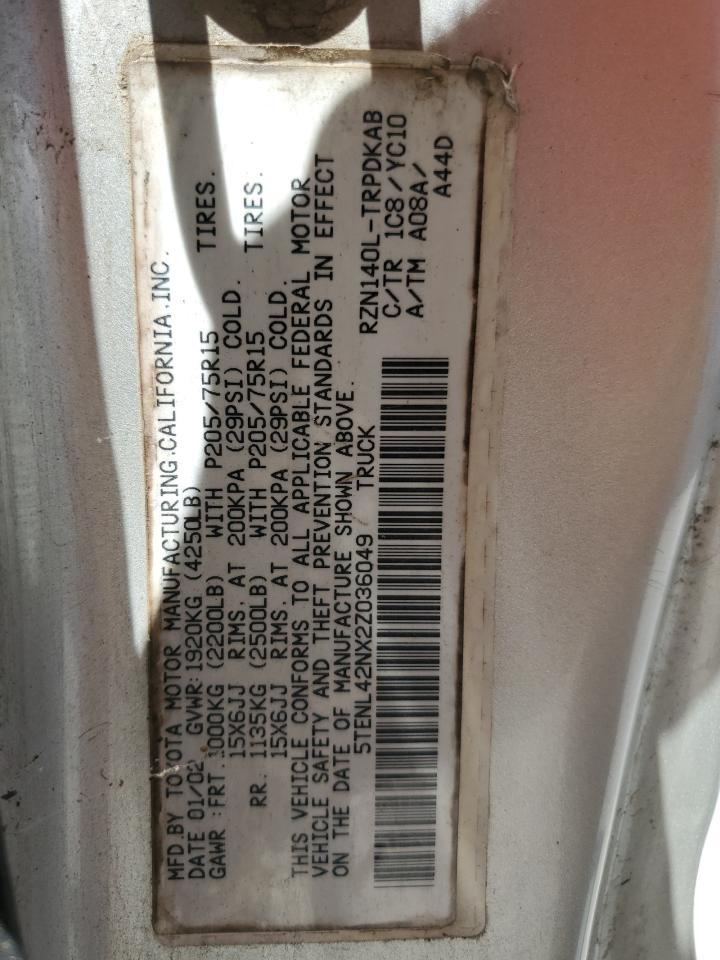 MFD.BY TOYOTA MOTOR MANUFACTURING.CALIFORNIA.INC.
DATE 01/02 GVWR:1920KG (4250LB)
GAWR :FRT.1000KG (2200LB) WITH P205/75R15 TIRES.
15X6JJ RIMS. AT 200KPA (29PSI) COLD.
RR. 1135KG (2500LB) WITH P205/75R15 TIRES.
15X6JJ RIMS. AT 200KPA (29PSI) COLD.
THIS VEHICLE CONFORMS TO ALL APPLICABLE FEDERAL MOTOR
VEHICLE SAFETY AND THEFT PREVENTION STANDARDS IN EFFECT
ON THE DATE OF MANUFACTURE SHOWN ABOVE.
5TENL42NX2Z036049 TRUCK
RZN140L-TRPDKAB
C/TR 1C8/YC10
A/TM A08A/
A44D